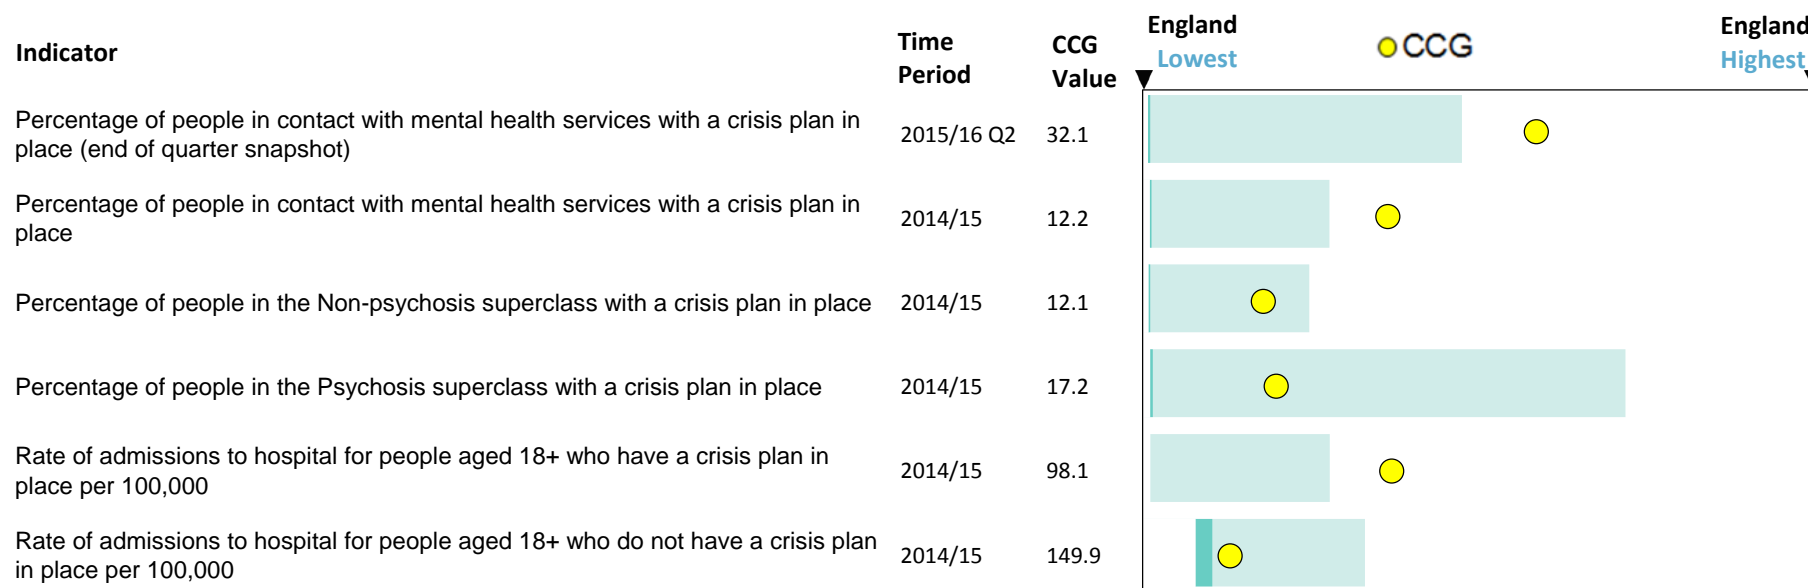 Indicator
Time
Period
CCG
Value
England
Lowest
CCG
England
Highest
Percentage of people in contact with mental health services with a crisis plan in
place (end of quarter snapshot)
2015/16 Q2
32.1
Percentage of people in contact with mental health services with a crisis plan in
place
2014/15
12.2
Percentage of people in the Non-psychosis superclass with a crisis plan in place
2014/15
12.1
Percentage of people in the Psychosis superclass with a crisis plan in place
2014/15
17.2
Rate of admissions to hospital for people aged 18+ who have a crisis plan in
place per 100,000
2014/15
98.1
Rate of admissions to hospital for people aged 18+ who do not have a crisis plan
in place per 100,000
2014/15
149.9